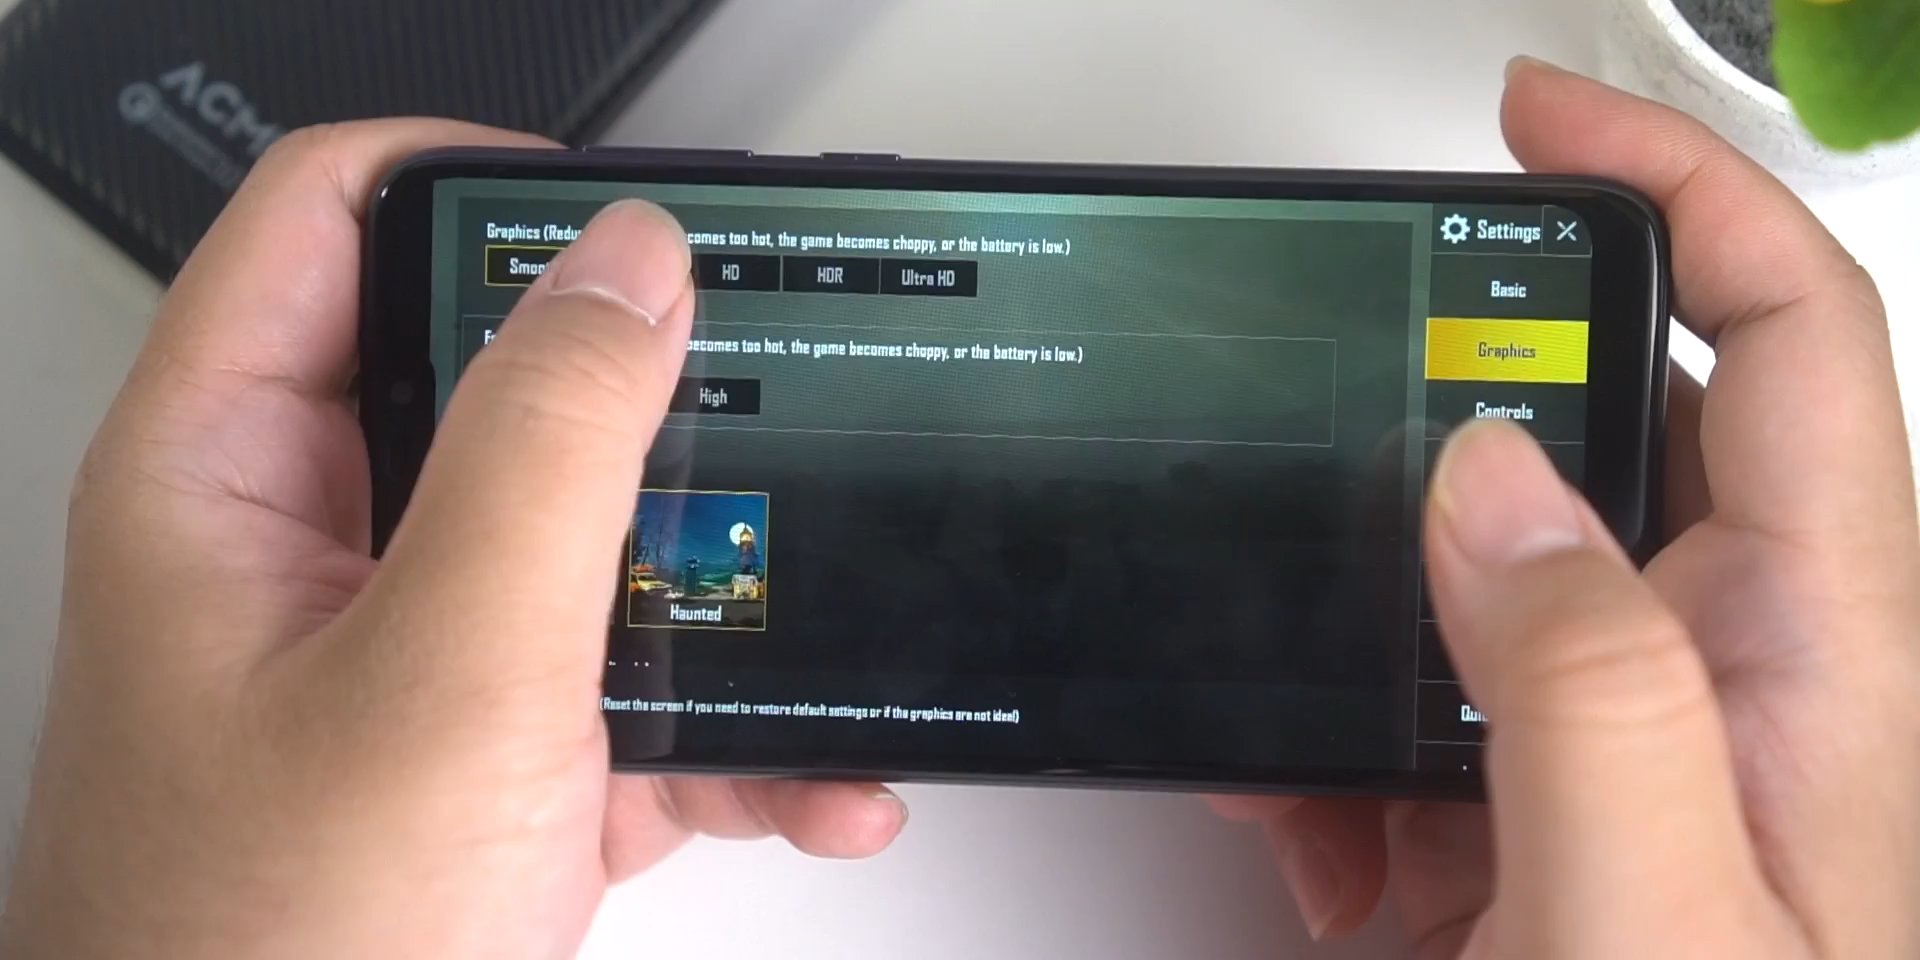 ACM
Graphics (Redu comes too hot, the game becomes choppy, or the battery is low.)
Smoo HD HDR Ultra HD
becomes too hot, the game becomes choppy, or the battery is low.)
High
Haunted
(Reset the screen if you need to restore default settings or if the graphics are not ideal)
Settings
Basic
Graphics
Controls